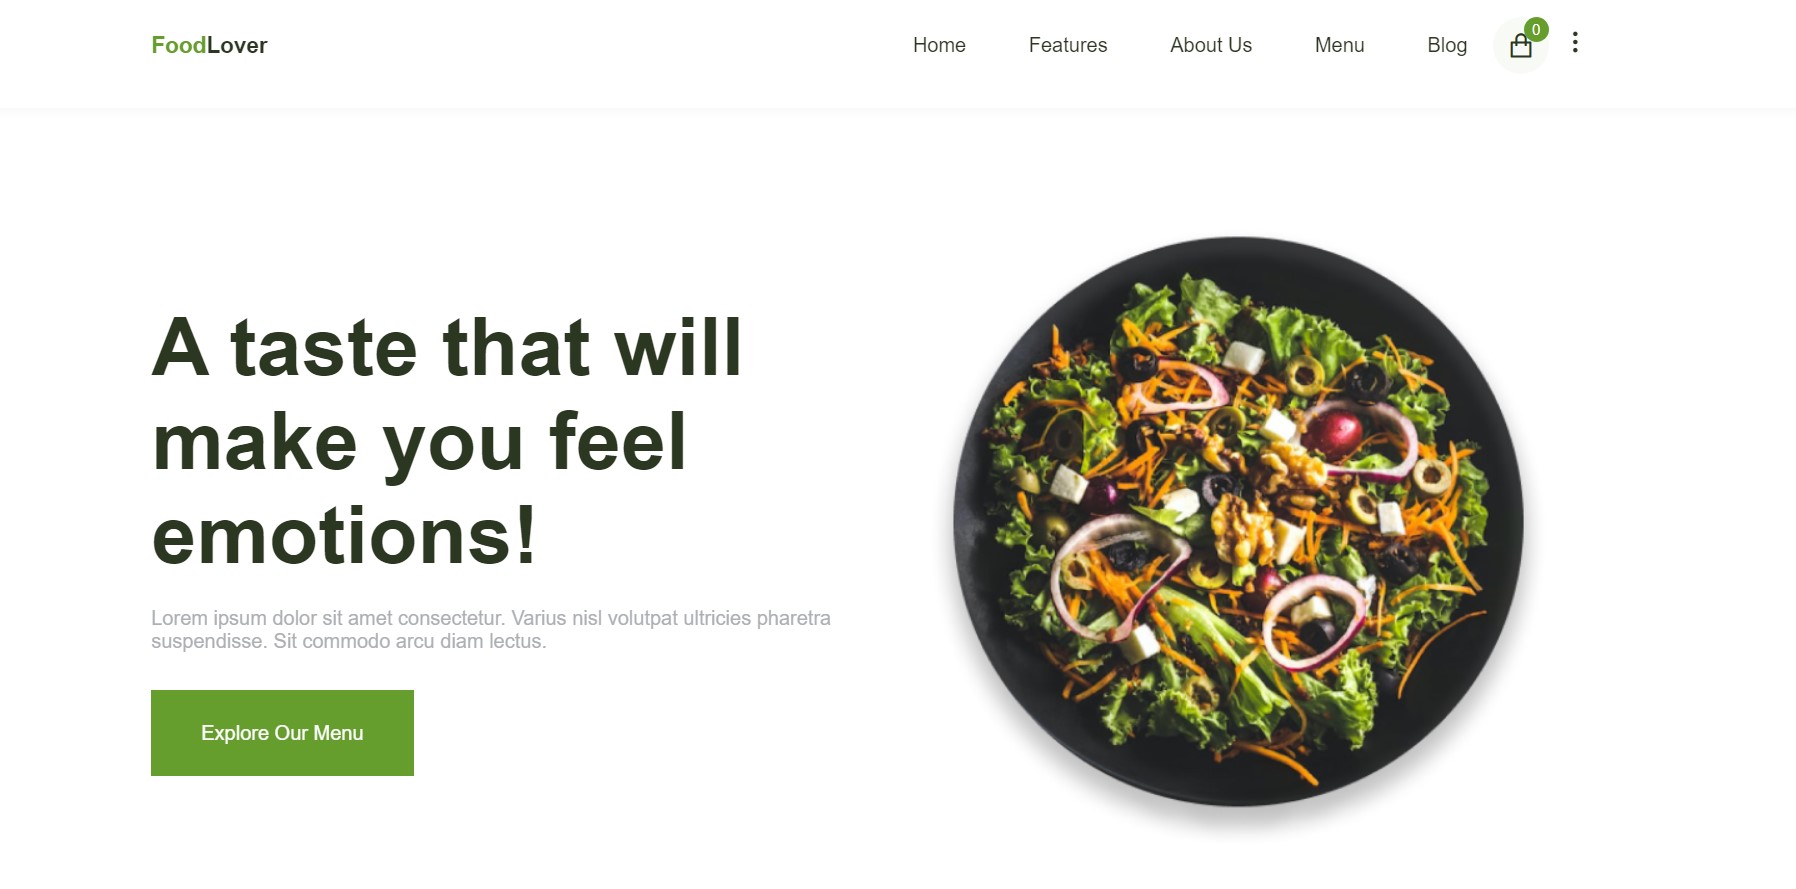 FoodLover
Home Features About Us Menu Blog 0
A taste that will
make you feel
emotions!
Lorem ipsum dolor sit amet consectetur. Varius nisl volutpat ultricies pharetra
suspendisse. Sit commodo arcu diam lectus.
Explore Our Menu